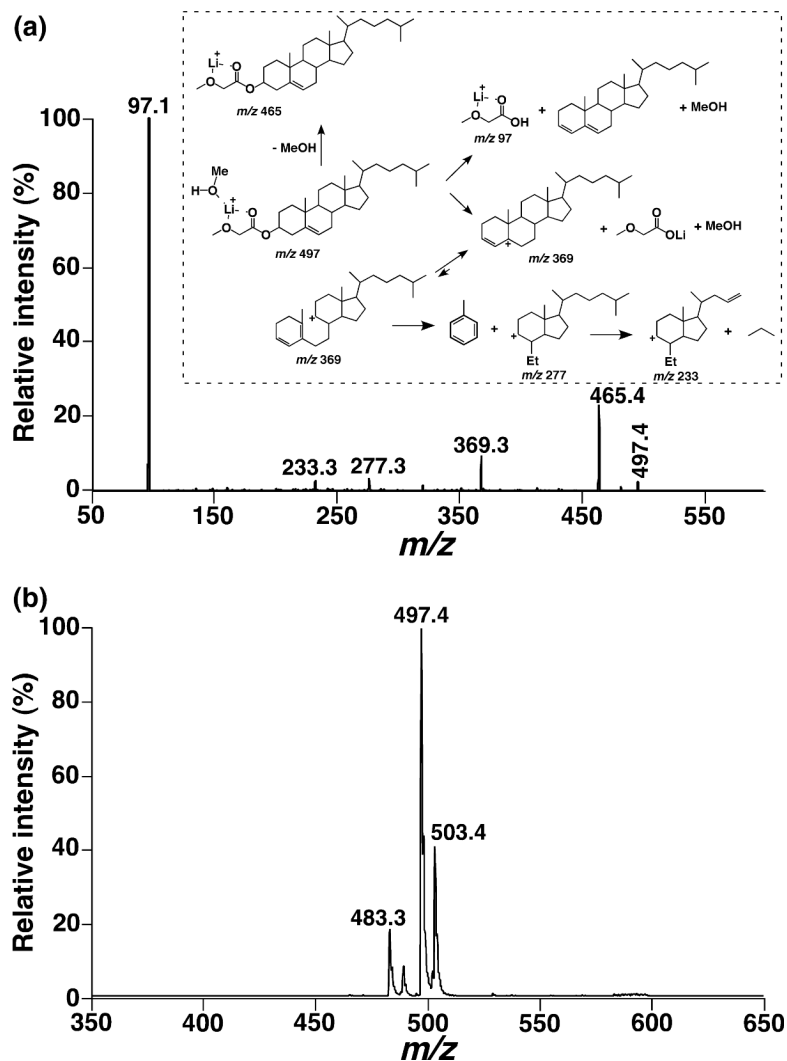 (a)
Li
+
O
O
O
m/z 465
- MeOH
Me
H-O
Li
+
O
O
O
m/z 497
Li
+
O
O
OH
m/z 97
+
+ MeOH
+
m/z 369
+
O
O
OLi
+ MeOH
+
m/z 369
+
+
Et
m/z 277
+
Et
m/z 233
+
Relative intensity (%)
100
80
60
40
20
0
97.1
233.3
277.3
369.3
465.4
497.4
50
150
250
350
450
550
m/z
(b)
Relative intensity (%)
100
80
60
40
20
0
497.4
503.4
483.3
350
400
450
500
550
600
650
m/z